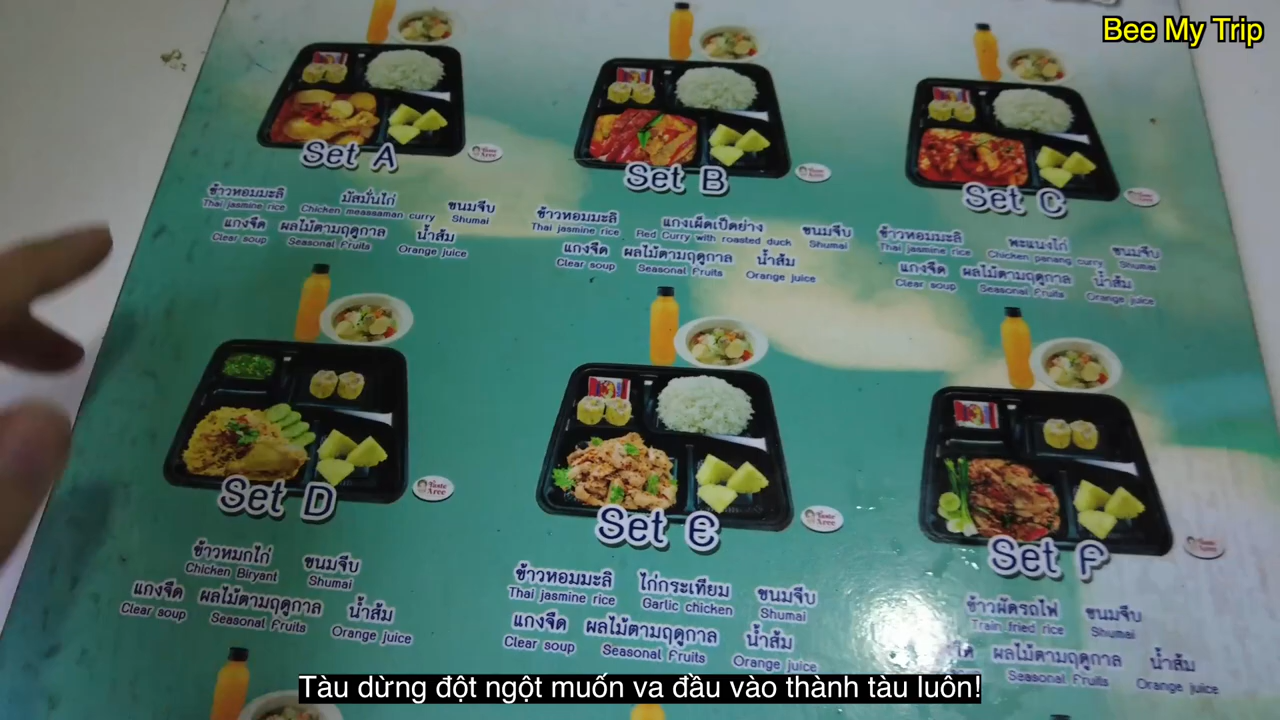 Bee My Trip
Set A
Set B
Set C
ข้าวหอมมะลิ มัสมั่นไก่ ขนมจีบ
Thai jasmine rice Chicken meassaman curry Shumai
แกงจืด ผลไม้ตามฤดูกาล น้ำส้ม
Clear soup Seasonal Fruits Orange juice
ข้าวหอมมะลิ แกงเผ็ดเป็ดย่าง ขนมจีบ
Thai jasmine rice Red Curry with roasted duck Shumai
แกงจืด ผลไม้ตามฤดูกาล น้ำส้ม
Clear soup Seasonal Fruits Orange juice
ข้าวหอมมะลิ พะแนงไก่ ขนมจีบ
Thai jasmine rice Chicken panang curry Shumai
แกงจืด ผลไม้ตามฤดูกาล น้ำส้ม
Clear soup Seasonal Fruits Orange juice
Set D
Set E
Set F
ข้าวหมกไก่ ขนมจีบ
Chicken Biryant Shumai
แกงจืด ผลไม้ตามฤดูกาล น้ำส้ม
Clear soup Seasonal Fruits Orange juice
ข้าวหอมมะลิ ไก่กระเทียม ขนมจีบ
Thai jasmine rice Garlic chicken Shumai
แกงจืด ผลไม้ตามฤดูกาล น้ำส้ม
Clear soup Seasonal Fruits Orange juice
ข้าวผัดรถไฟ ขนมจีบ
Train fried rice Shumai
ผลไม้ตามฤดูกาล น้ำส้ม
Seasonal Fruits Orange juice
Tàu dừng đột ngột muốn va đầu vào thành tàu luôn!